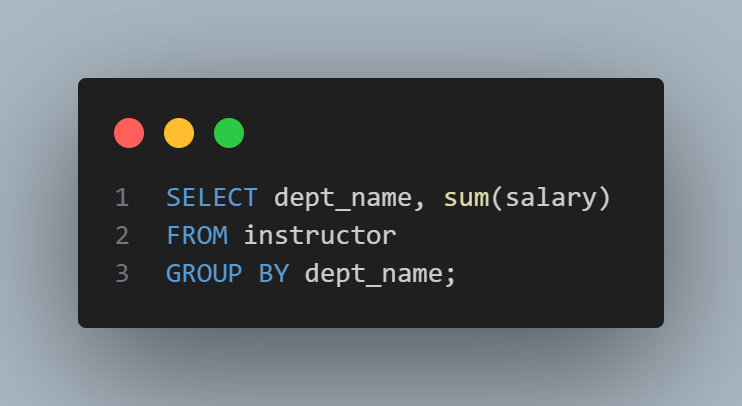 1 SELECT dept_name, sum(salary)
2 FROM instructor
3 GROUP BY dept_name;